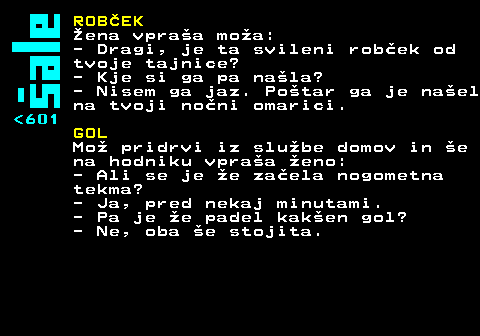 šale
<601
ROBČEK
Žena vpraša moža:
- Dragi, je ta svileni robček od
tvoje tajnice?
- Kje si ga pa našla?
- Nisem ga jaz. Poštar ga je našel
na tvoji nočni omarici.
GOL
Mož pridrvi iz službe domov in še
na hodniku vpraša ženo:
- Ali se je že začela nogometna
tekma?
- Ja, pred nekaj minutami.
- Pa je že padel kakšen gol?
- Ne, oba še stojita.